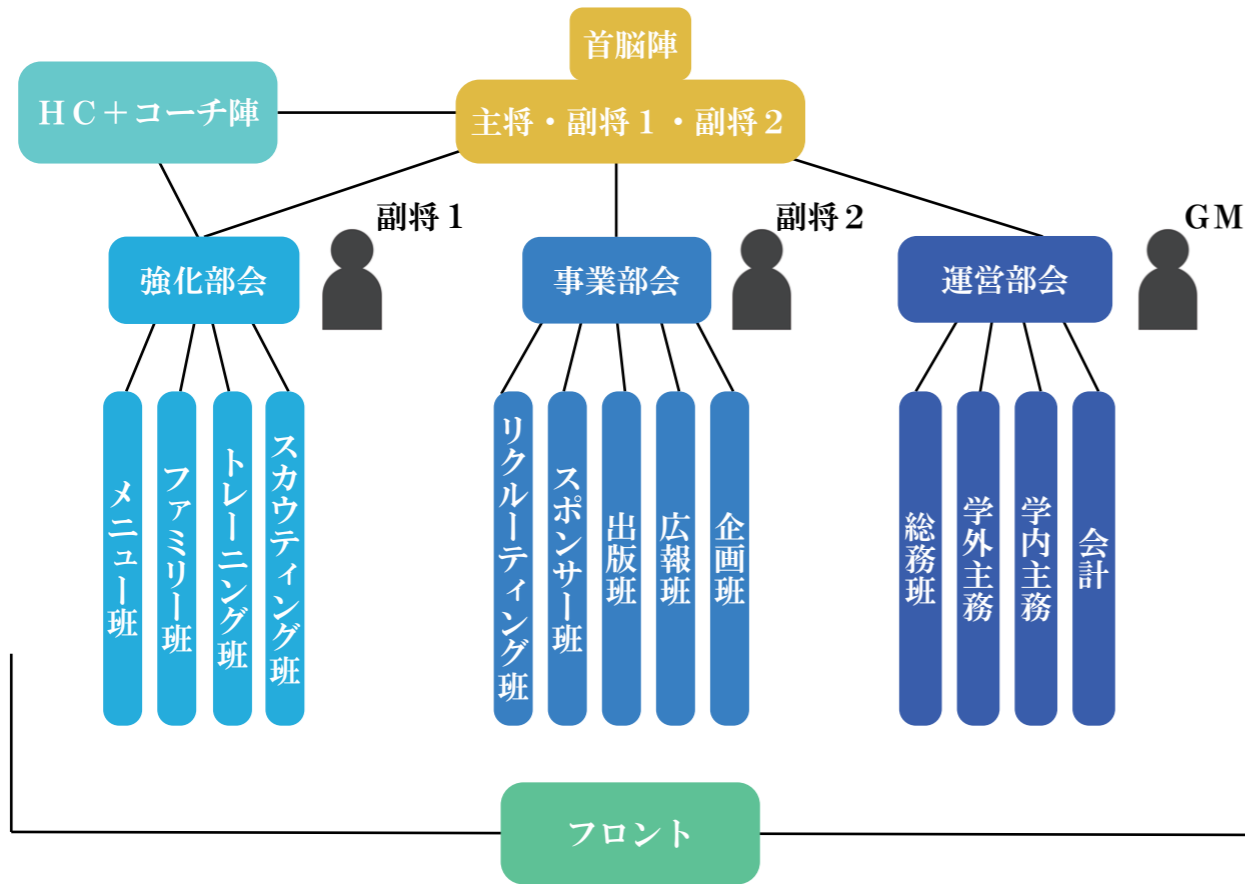 首脳陣
HC＋コーチ陣
主将・副将1・副将2
副将1
副将2
GM
強化部会
事業部会
運営部会
メニュー班
ファミリー班
トレーニング班
スカウティング班
リクルーティング班
スポンサー班
出版班
広報班
企画班
総務班
学外主務
学内主務
会計
フロント